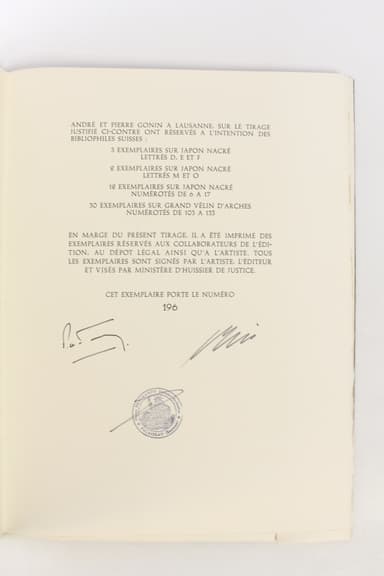 ANDRÉ ET PIERRE GONIN A LAUSANNE, SUR LE TIRAGE
JUSTIFIÉ CI-CONTRE ONT RÉSERVÉS A L'INTENTION DES
BIBLIOPHILES SUISSES :
3 EXEMPLAIRES SUR JAPON NACRÉ
LETTRÉS D, E ET F
2 EXEMPLAIRES SUR JAPON NACRÉ
LETTRÉS M ET O
12 EXEMPLAIRES SUR JAPON NACRÉ
NUMÉROTÉS DE 6 A 17
30 EXEMPLAIRES SUR GRAND VÉLIN D'ARCHES
NUMÉROTÉS DE 103 A 133
EN MARGE DU PRÉSENT TIRAGE, IL A ÉTÉ IMPRIMÉ DES
EXEMPLAIRES RÉSERVÉS AUX COLLABORATEURS DE L'ÉDI-
TION, AU DÉPOT LÉGAL AINSI QU'A L'ARTISTE. TOUS
LES EXEMPLAIRES SONT SIGNÉS PAR L'ARTISTE, L'ÉDITEUR
ET VISÉS PAR MINISTÈRE D'HUISSIER DE JUSTICE.
CET EXEMPLAIRE PORTE LE NUMÉRO
196